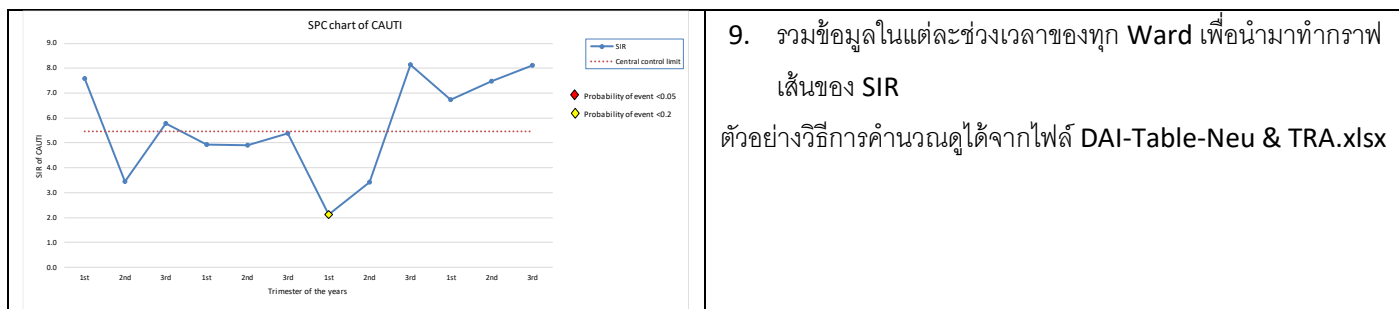 SPC chart of CAUTI
9.0
8.0
7.0
6.0
5.0
4.0
3.0
2.0
1.0
0.0
SIR of CAUTI
1st 2nd 3rd 1st 2nd 3rd 1st 2nd 3rd 1st 2nd 3rd
Trimester of the years
SIR
Central control limit
Probability of event <0.05
Probability of event <0.2
9. รวมข้อมูลในแต่ละช่วงเวลาของทุก Ward เพื่อนำมาทำกราฟ
เส้นของ SIR
ตัวอย่างวิธีการคำนวณดูได้จากไฟล์ DAI-Table-Neu & TRA.xlsx